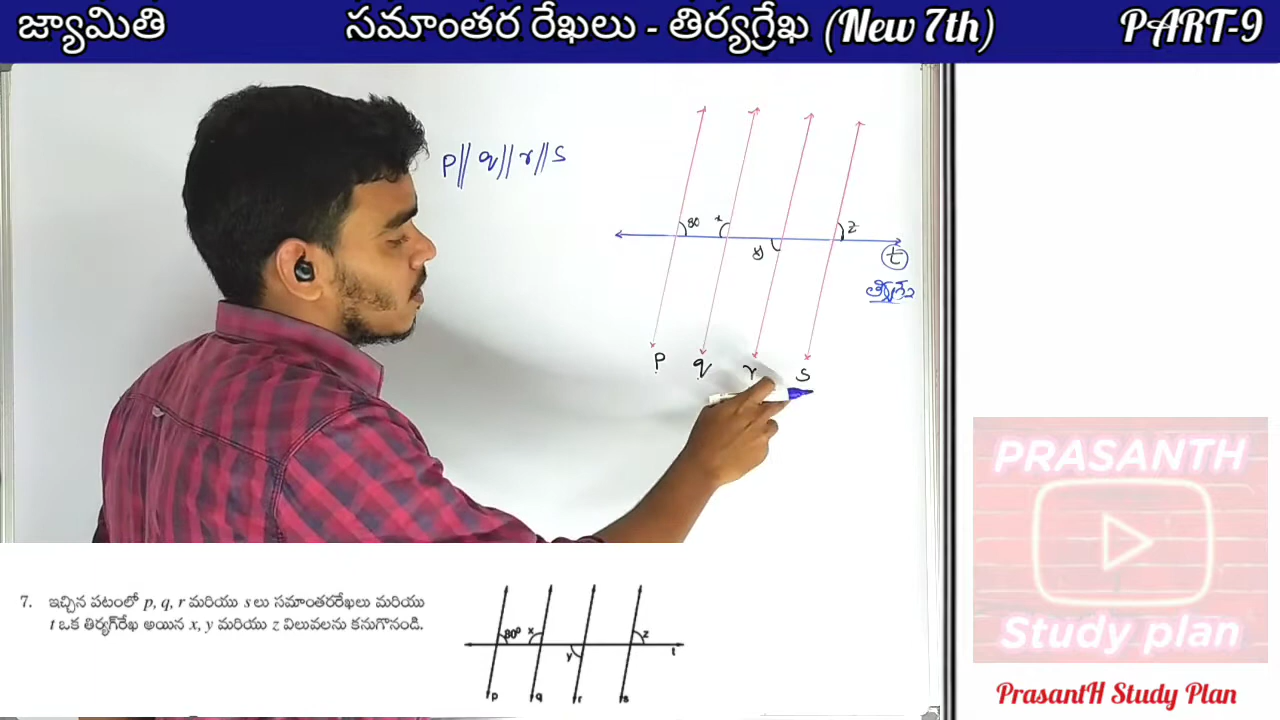 జ్యామితి
సమాంతర రేఖలు - తిర్యగ్రేఖ (New 7th)
PART-9
P || q || r || s
80 x y z
t
p q r s
7. ఇచ్చిన పటంలో p, q, r మరియు s లు సమాంతరరేఖలు మరియు
t ఒక తిర్యగ్‌రేఖ అయిన x, y మరియు z విలువలను కనుగొనండి.
80° x y z
t
p q r s
PRASANTH
Study plan
PrasantH Study Plan